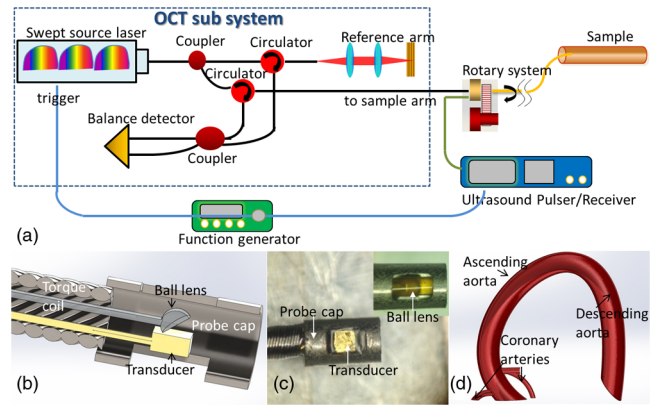 OCT sub system
Swept source laser
Coupler
Circulator
Reference arm
Sample
Circulator
Rotary system
trigger
to sample arm
Balance detector
Coupler
Ultrasound Pulser/Receiver
Function generator
(a)
Torque
coil
Ball lens
Probe cap
Transducer
(b)
Probe cap
Ball lens
Transducer
(c)
Ascending
aorta
Descending
aorta
Coronary
arteries
(d)